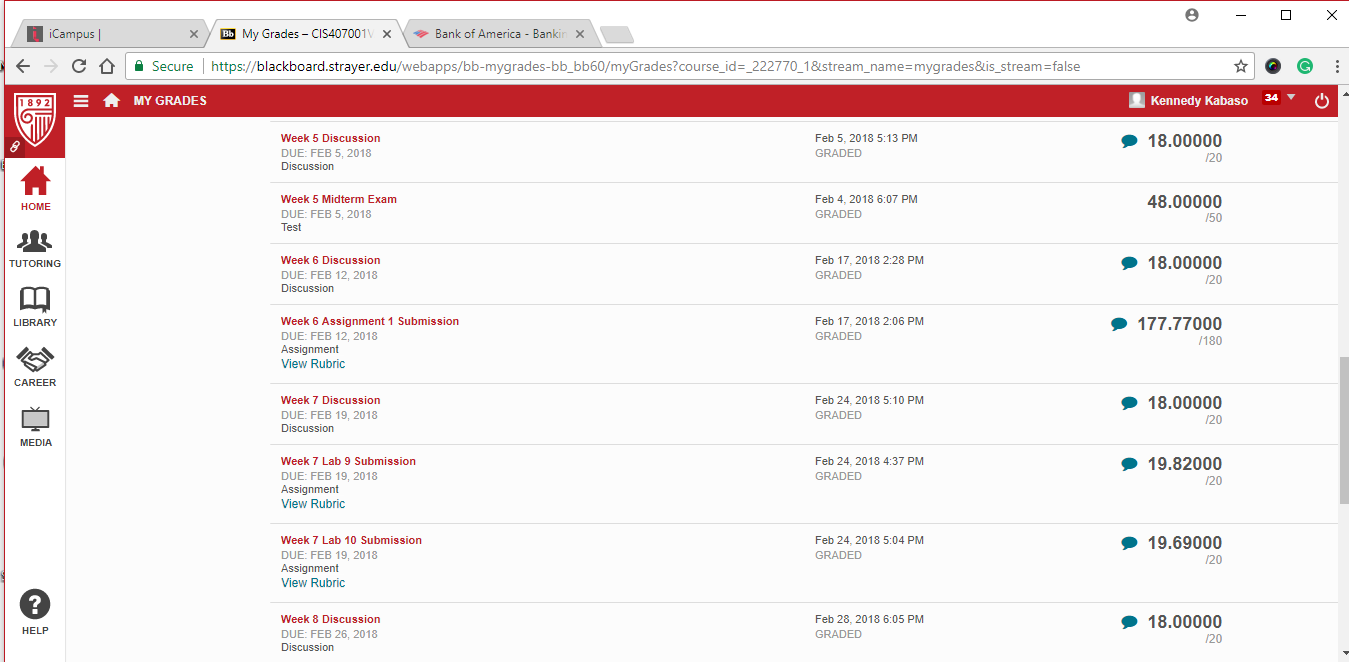 iCampus |
My Grades – CIS407001V
Bank of America - Bankin
Secure
https://blackboard.strayer.edu/webapps/bb-mygrades-bb_bb60/myGrades?course_id=_222770_1&stream_name=mygrades&is_stream=false
1892
MY GRADES
Kennedy Kabaso
34
HOME
TUTORING
LIBRARY
CAREER
MEDIA
HELP
Week 5 Discussion
DUE: FEB 5, 2018
Discussion
Feb 5, 2018 5:13 PM
GRADED
18.00000
/20
Week 5 Midterm Exam
DUE: FEB 5, 2018
Test
Feb 4, 2018 6:07 PM
GRADED
48.00000
/50
Week 6 Discussion
DUE: FEB 12, 2018
Discussion
Feb 17, 2018 2:28 PM
GRADED
18.00000
/20
Week 6 Assignment 1 Submission
DUE: FEB 12, 2018
Assignment
View Rubric
Feb 17, 2018 2:06 PM
GRADED
177.77000
/180
Week 7 Discussion
DUE: FEB 19, 2018
Discussion
Feb 24, 2018 5:10 PM
GRADED
18.00000
/20
Week 7 Lab 9 Submission
DUE: FEB 19, 2018
Assignment
View Rubric
Feb 24, 2018 4:37 PM
GRADED
19.82000
/20
Week 7 Lab 10 Submission
DUE: FEB 19, 2018
Assignment
View Rubric
Feb 24, 2018 5:04 PM
GRADED
19.69000
/20
Week 8 Discussion
DUE: FEB 26, 2018
Discussion
Feb 28, 2018 6:05 PM
GRADED
18.00000
/20